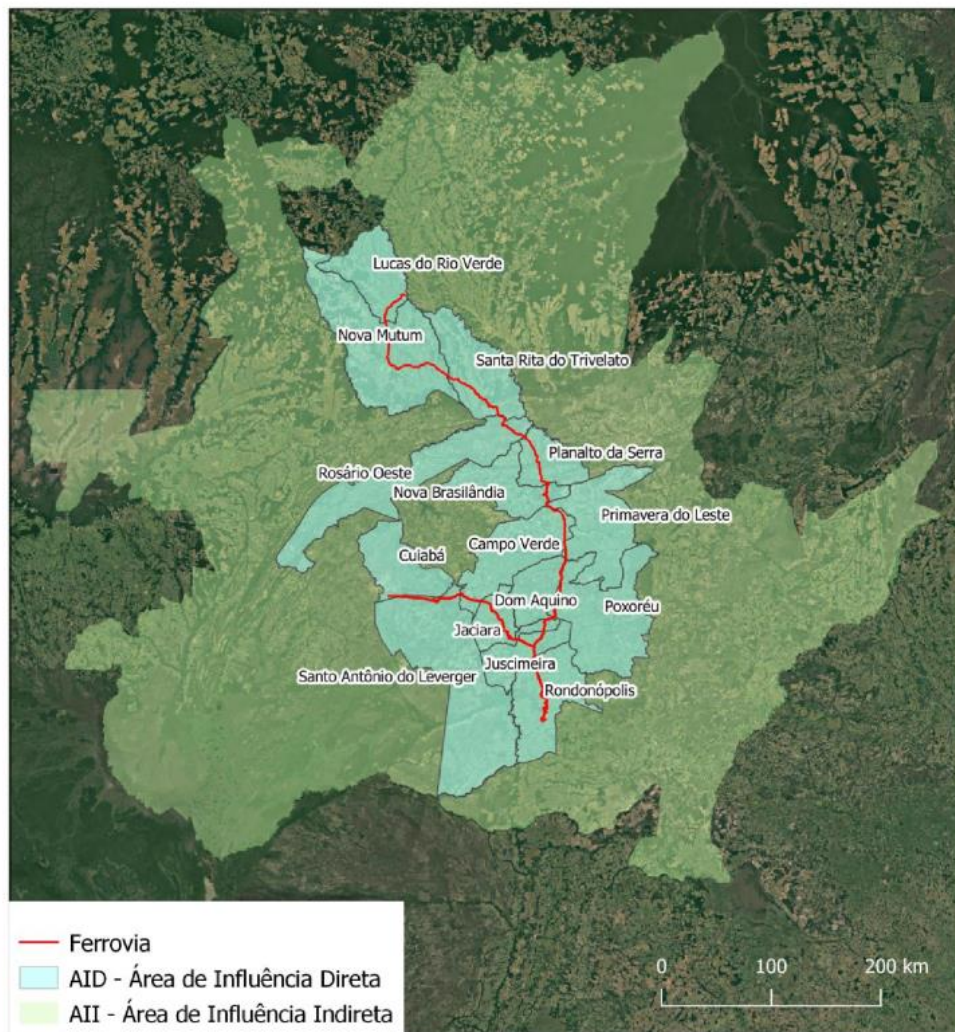 Lucas do Rio Verde
Nova Mutum
Santa Rita do Trivelato
Planalto da Serra
Rosário Oeste
Nova Brasilândia
Primavera do Leste
Campo Verde
Cuiabá
Dom Aquino
Poxoréu
Jaciara
Juscimeira
Santo Antônio do Leverger
Rondonópolis
Ferrovia
AID - Área de Influência Direta
AII - Área de Influência Indireta
0 100 200 km